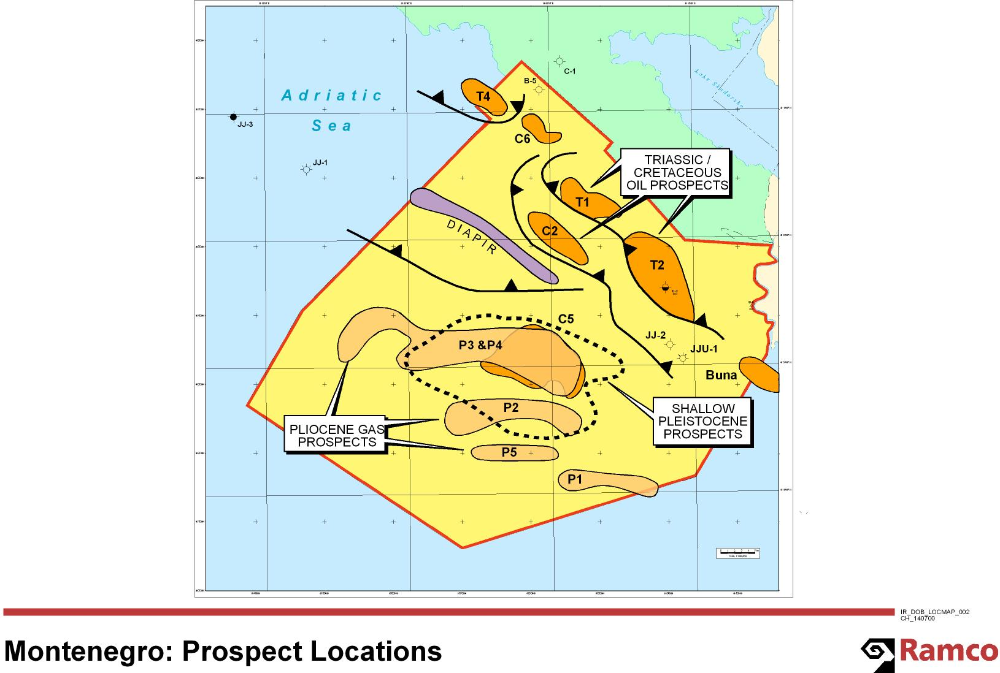 C-1
B-5
Lake Skadarsko
Adriatic
Sea
T4
JJ-3
C6
JJ-1
TRIASSIC /
CRETACEOUS
OIL PROSPECTS
T1
DIAPIR
C2
T2
C5
JJ-2
P3 &P4
JJU-1
Buna
P2
SHALLOW
PLEISTOCENE
PROSPECTS
PLIOCENE GAS
PROSPECTS
P5
P1
IR_DOB_LOCMAP_002
CH_140700
Montenegro: Prospect Locations
Ramco